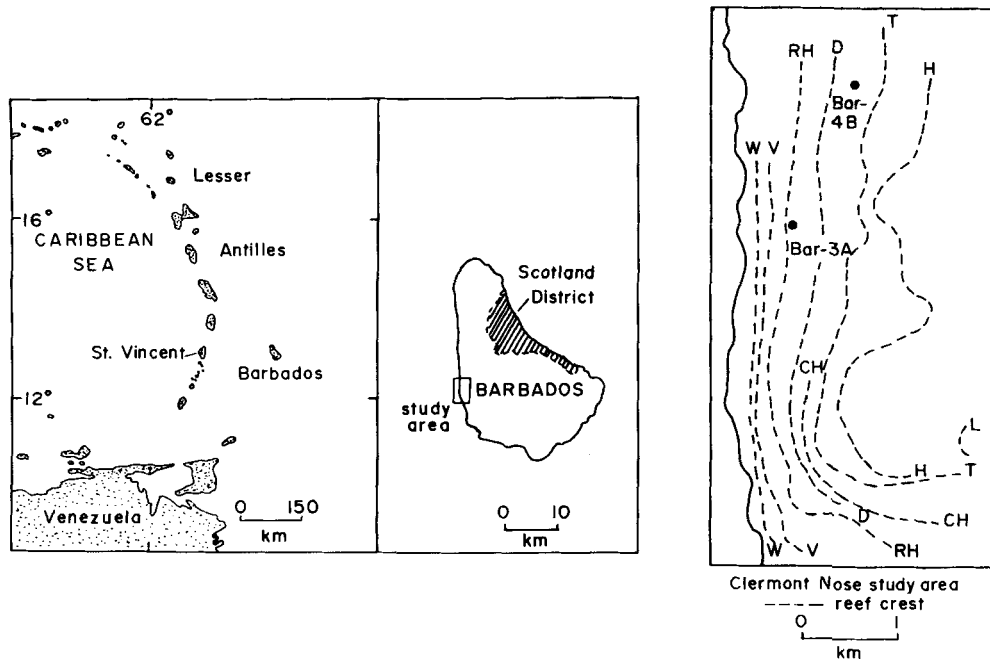 62°
Lesser
16°
CARIBBEAN
SEA
Antilles
St. Vincent
Barbados
12°
Venezuela
0 150
km
Scotland
District
BARBADOS
study
area
0 10
km
T
RH
D
H
Bar-
4B
W V
Bar-3A
CH
L
H
T
D
CH
W
V
RH
Clermont Nose study area
reef crest
0 1
km